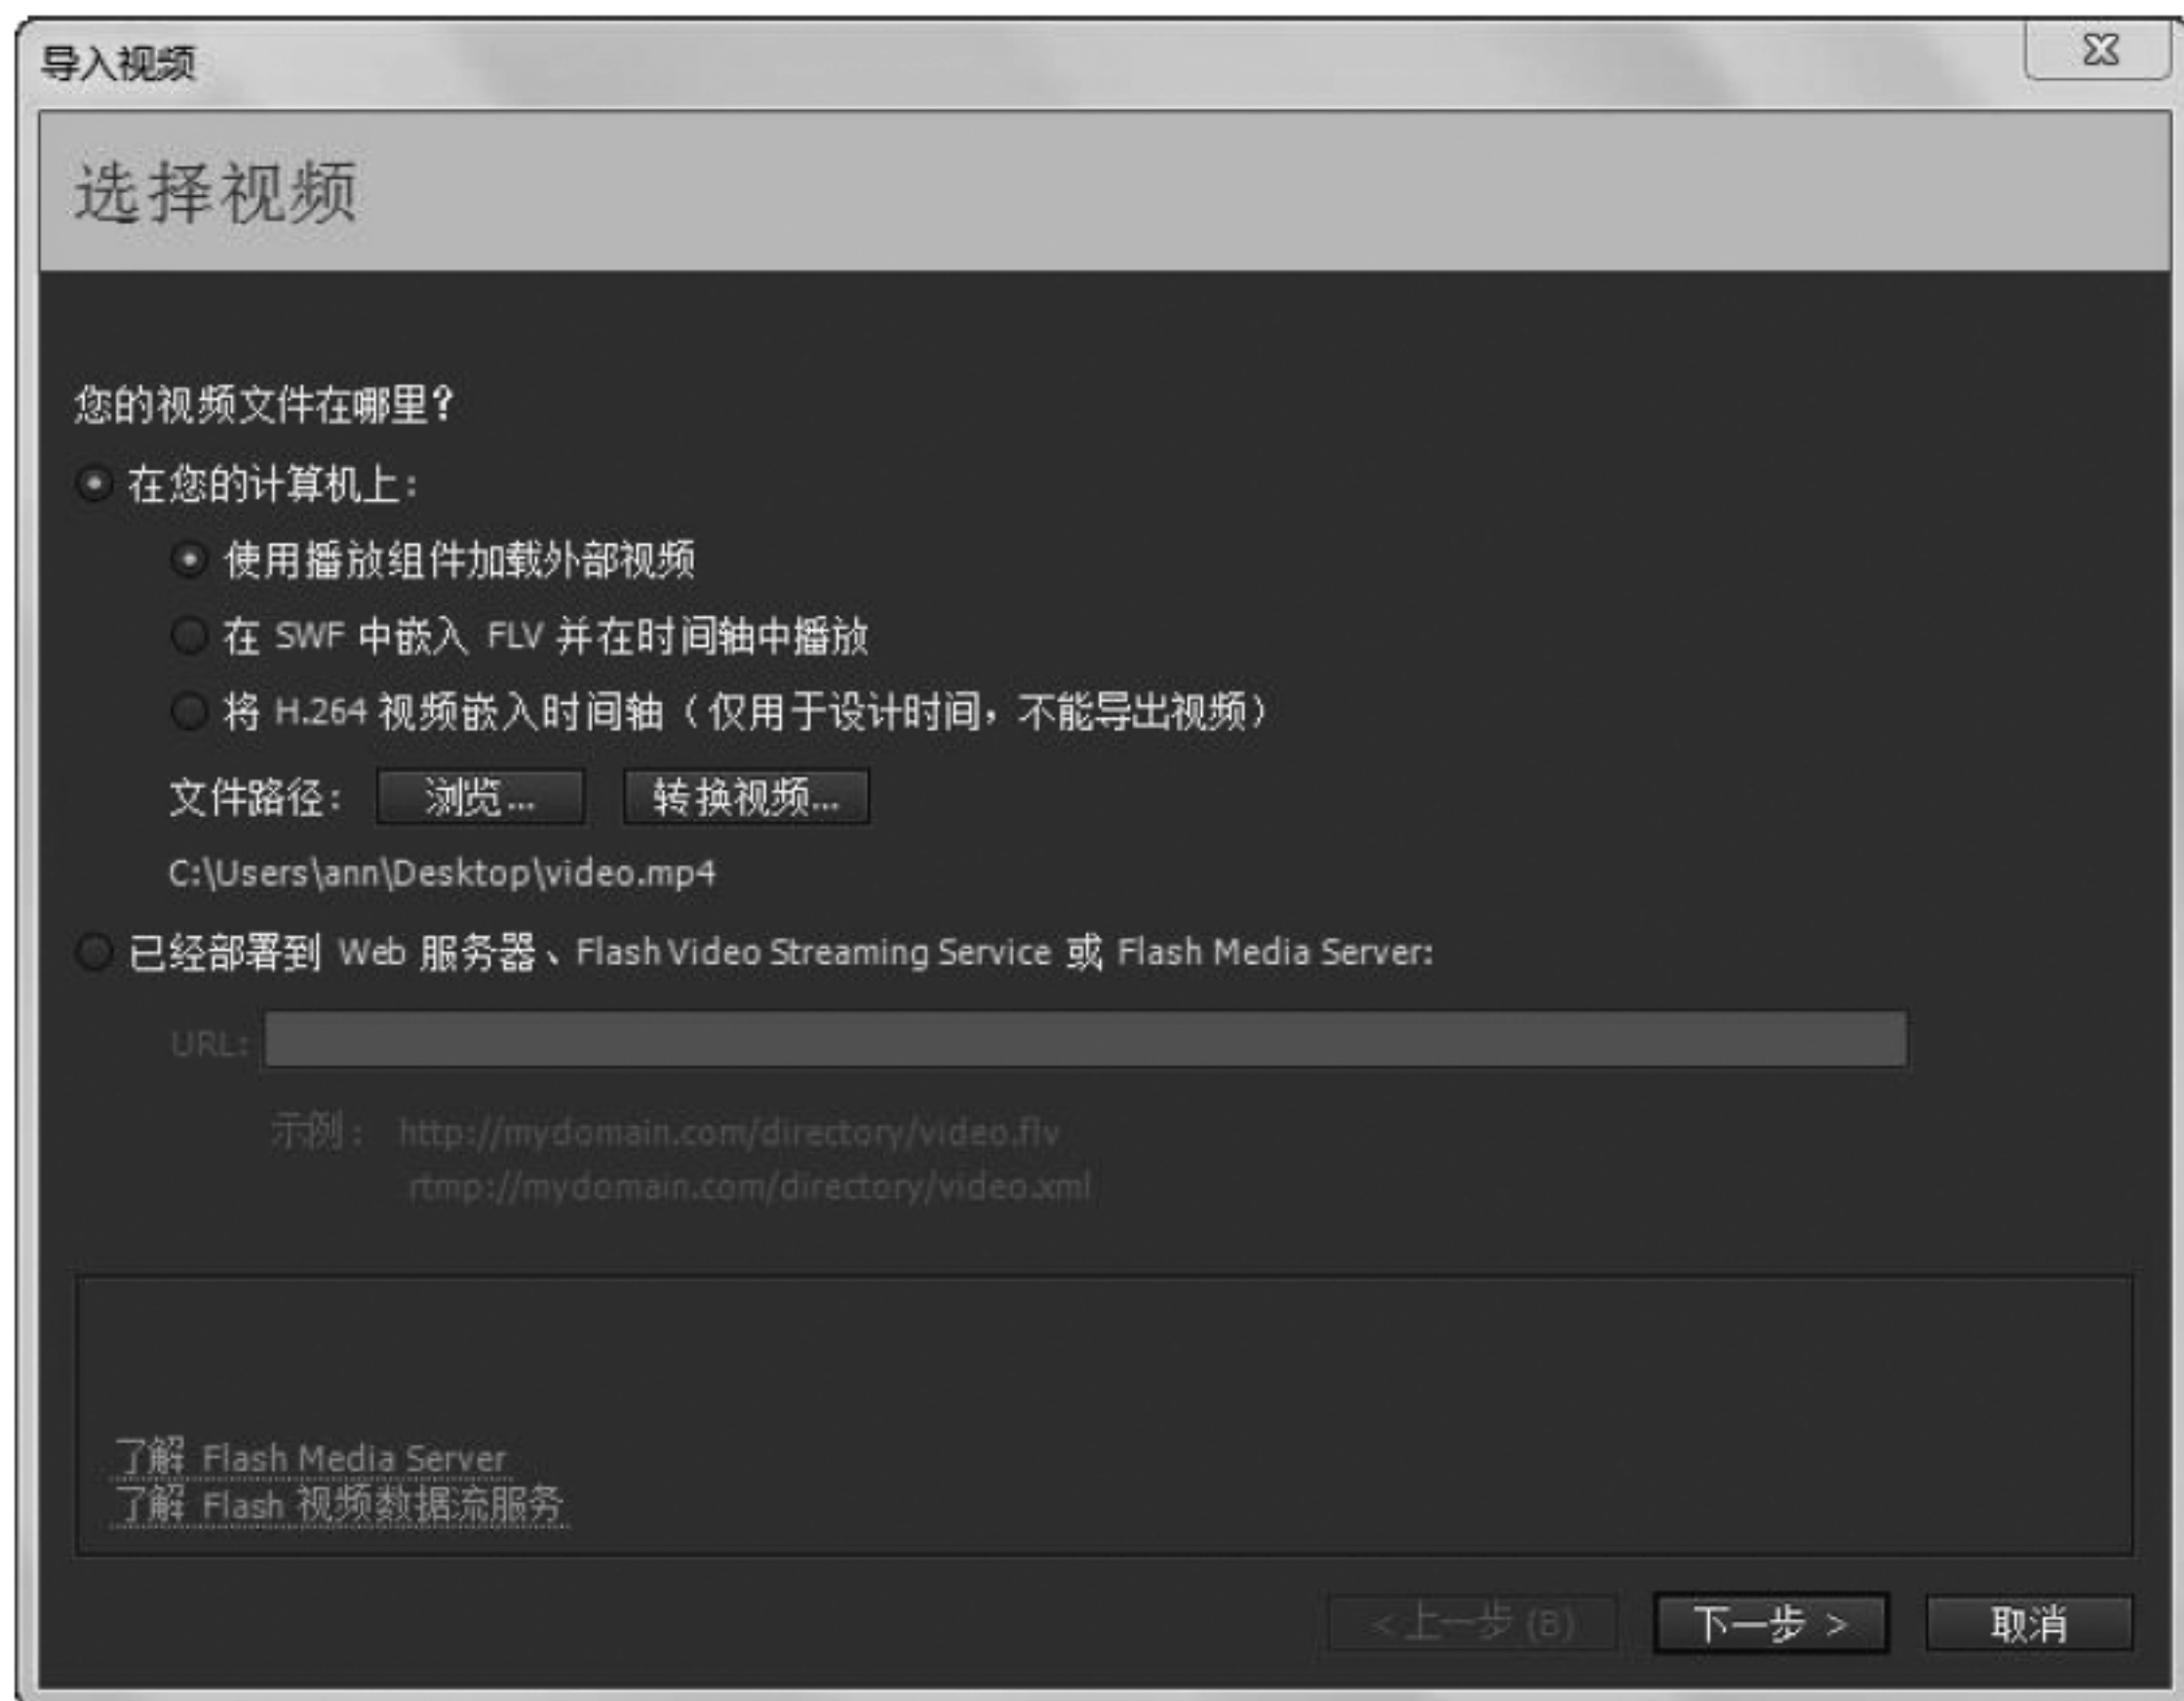 导入视频
选择视频
您的视频文件在哪里?
在您的计算机上:
使用播放组件加载外部视频
在 SWF 中嵌入 FLV 并在时间轴中播放
将 H.264 视频嵌入时间轴（仅用于设计时间，不能导出视频）
文件路径: 浏览... 转换视频...
C:\Users\ann\Desktop\video.mp4
已经部署到 Web 服务器、Flash Video Streaming Service 或 Flash Media Server:
URL:
示例: http://mydomain.com/directory/video.flv
rtmp://mydomain.com/directory/video.xml
了解 Flash Media Server
了解 Flash 视频数据流服务
<上一步 (B) 下一步 > 取消